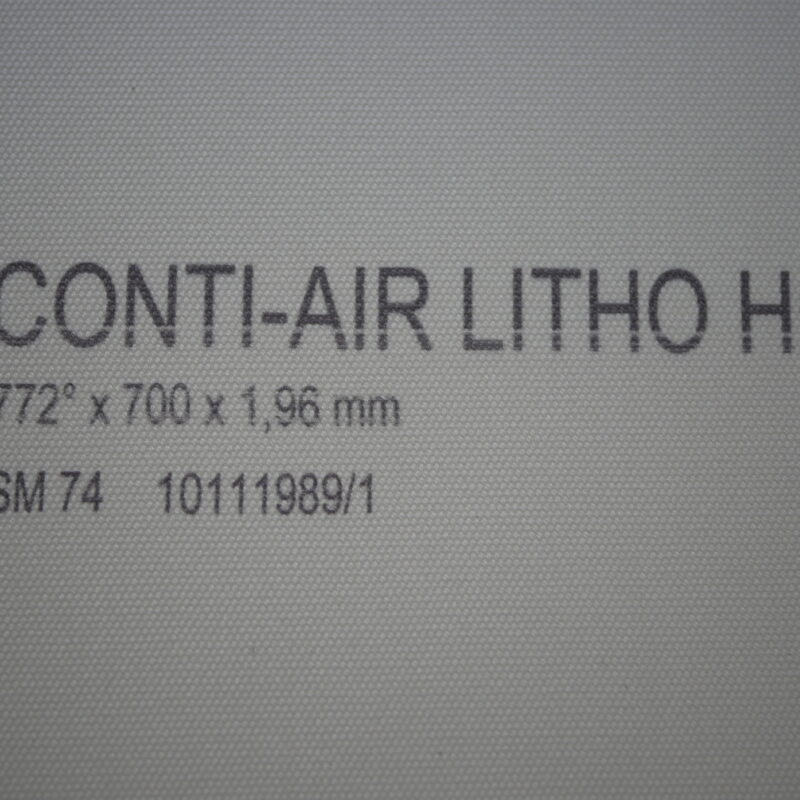 CONTI-AIR LITHO H
772° x 700 x 1,96 mm
SM 74 10111989/1